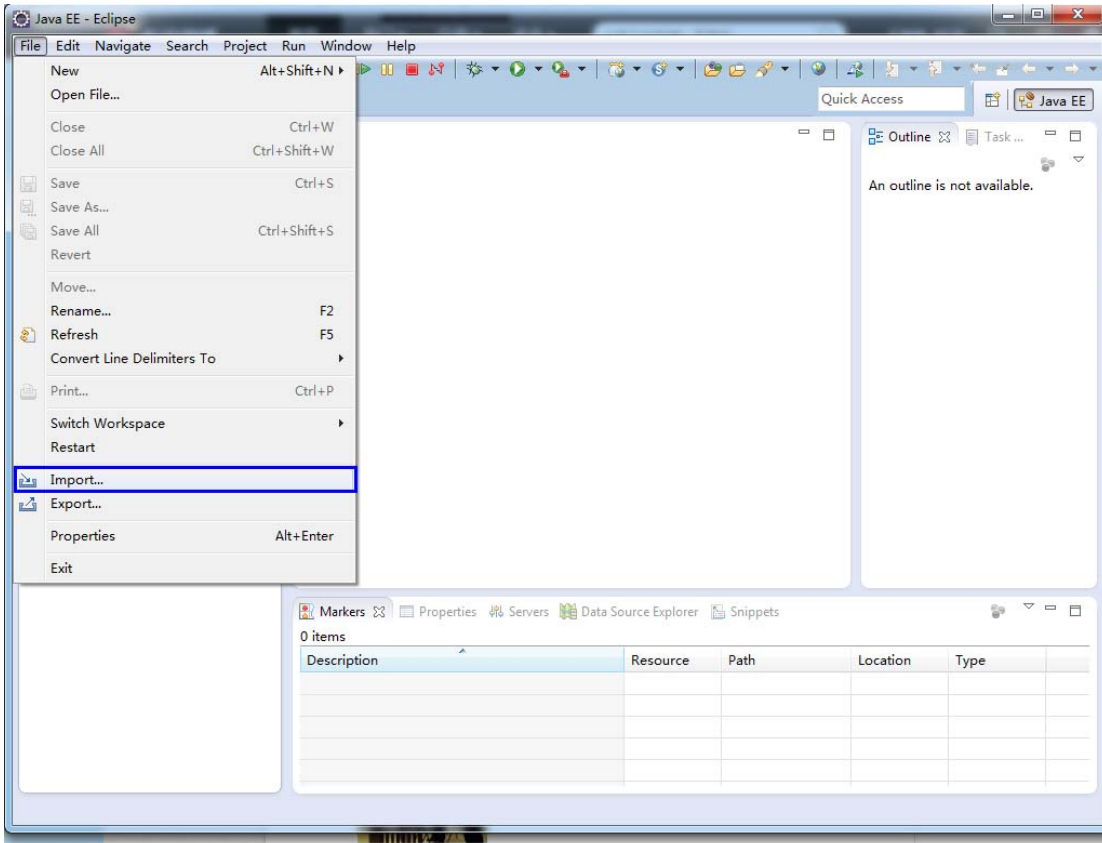 Java EE - Eclipse
File Edit Navigate Search Project Run Window Help
New Alt+Shift+N
Open File...
Quick Access Java EE
Close Ctrl+W
Close All Ctrl+Shift+W
Outline Task ...
Save Ctrl+S
An outline is not available.
Save As...
Save All Ctrl+Shift+S
Revert
Move...
Rename... F2
Refresh F5
Convert Line Delimiters To
Print... Ctrl+P
Switch Workspace
Restart
Import...
Export...
Properties Alt+Enter
Exit
Markers Properties Servers Data Source Explorer Snippets
0 items
Description Resource Path Location Type